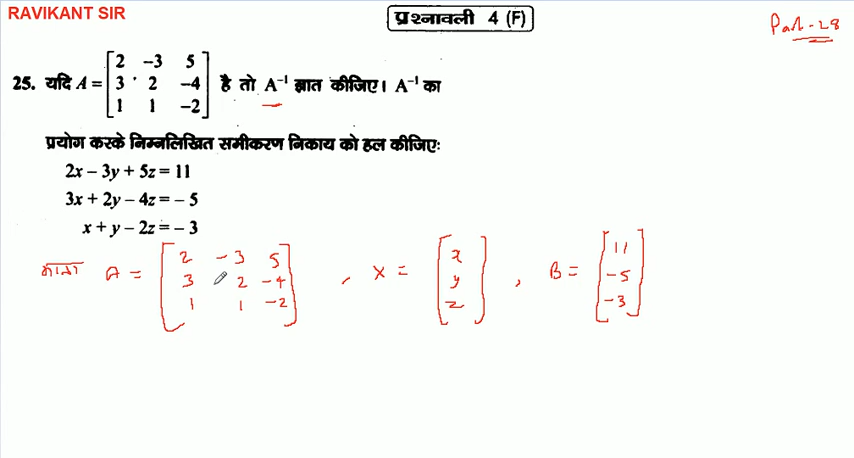 RAVIKANT SIR
प्रश्नावली 4 (F)
Part-28
25. यदि A = [2 -3 5; 3 2 -4; 1 1 -2] है तो A⁻¹ ज्ञात कीजिए। A⁻¹ का
प्रयोग करके निम्नलिखित समीकरण निकाय को हल कीजिएः
2x – 3y + 5z = 11
3x + 2y – 4z = – 5
x + y – 2z = – 3
माना A = [2 -3 5; 3 2 -4; 1 1 -2] , X = [x; y; z] , B = [11; -5; -3]